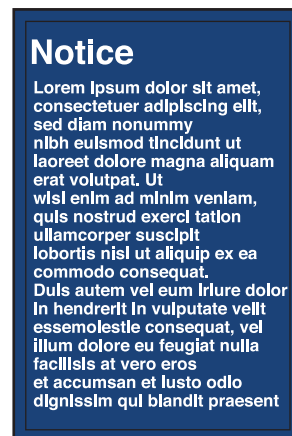 Notice
Lorem Ipsum dolor sit amet,
consectetuer adipiscing elit,
sed diam nonummy
nibh euismod tincidunt ut
laoreet dolore magna aliquam
erat volutpat. Ut
wisi enim ad minim veniam,
quis nostrud exerci tation
ullamcorper suscipit
lobortis nisl ut aliquip ex ea
commodo consequat.
Duis autem vel eum iriure dolor
In hendrerit In vulputate velit
essemolestie consequat, vel
illum dolore eu feugiat nulla
facilisis at vero eros
et accumsan et iusto odio
dignissim qui blandit praesent